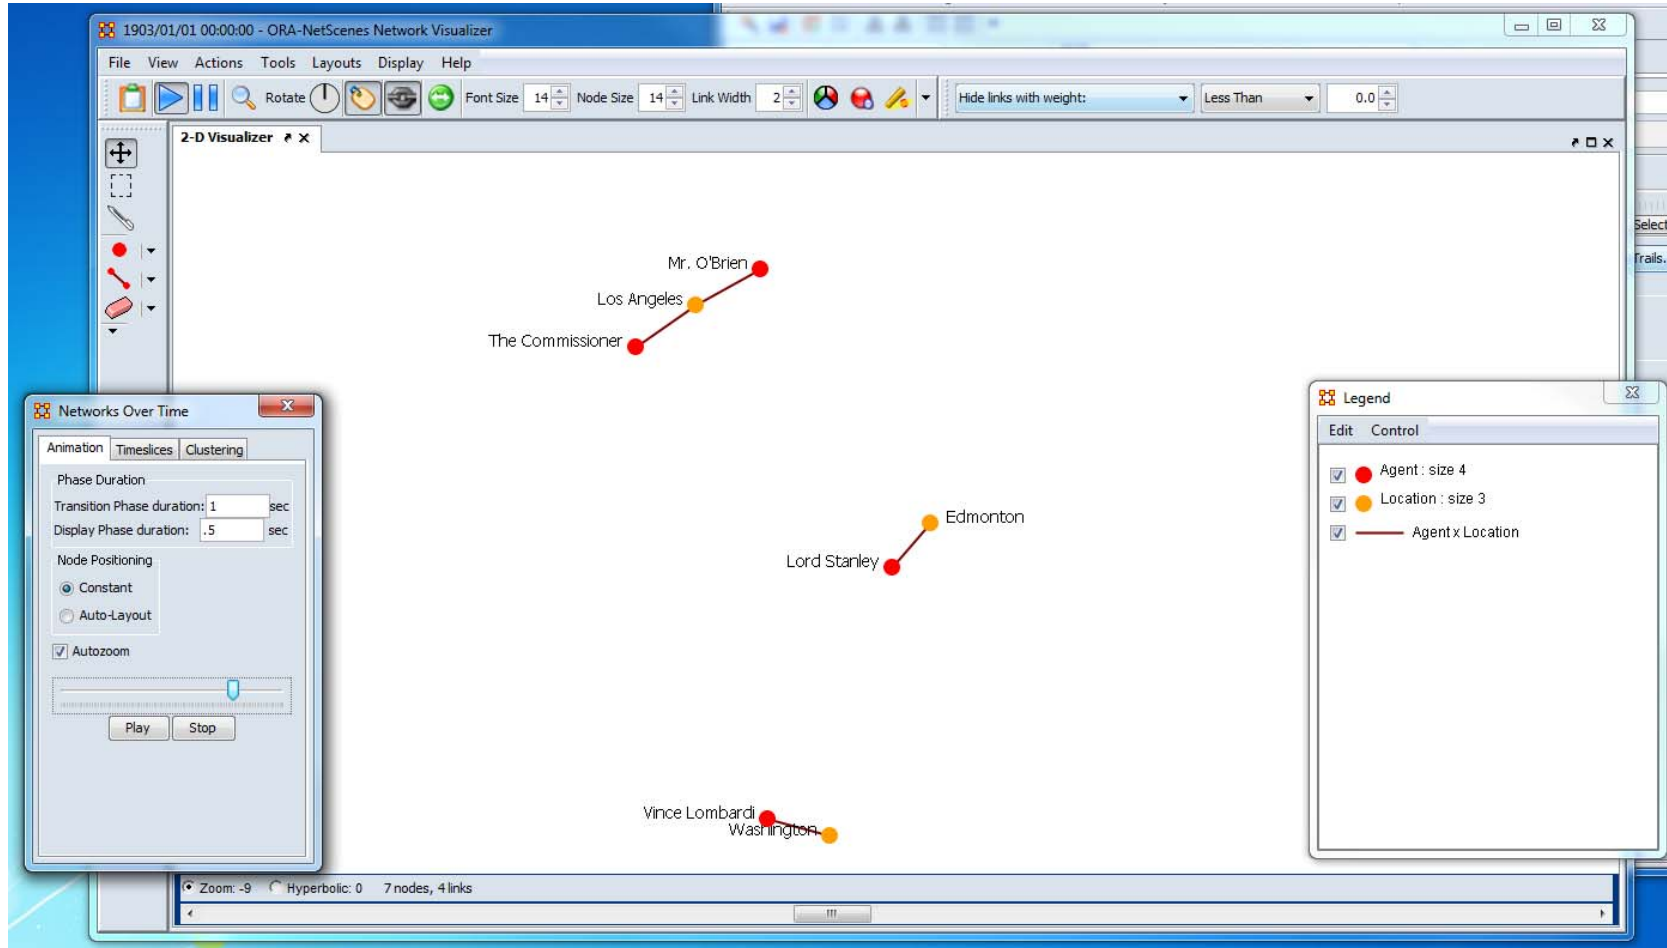 1903/01/01 00:00:00 - ORA-NetScenes Network Visualizer
File View Actions Tools Layouts Display Help
Rotate Font Size 14 Node Size 14 Link Width 2 Hide links with weight: Less Than 0.0
2-D Visualizer
Select
Trails.
Mr. O'Brien
Los Angeles
The Commissioner
Edmonton
Lord Stanley
Vince Lombardi
Washington
Networks Over Time
Animation Timeslices Clustering
Phase Duration
Transition Phase duration: 1 sec
Display Phase duration: .5 sec
Node Positioning
Constant
Auto-Layout
Autozoom
Play Stop
Legend
Edit Control
Agent : size 4
Location : size 3
Agent x Location
Zoom: -9 Hyperbolic: 0 7 nodes, 4 links